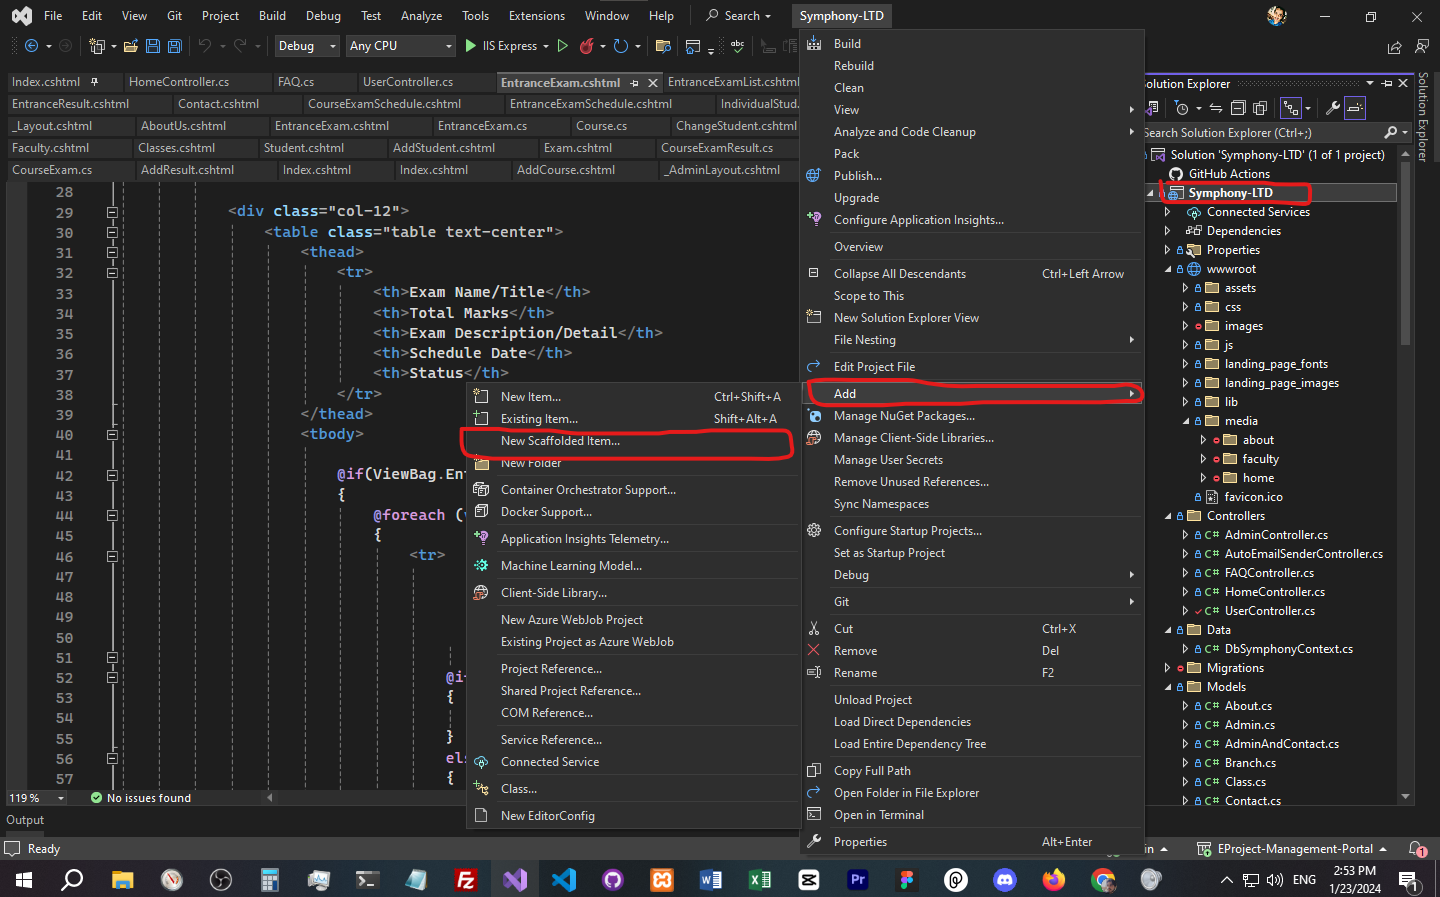 File Edit View Git Project Build Debug Test Analyze Tools Extensions Window Help Search Symphony-LTD
Debug Any CPU IIS Express
Index.cshtml HomeController.cs FAQ.cshtml UserController.cs EntranceExam.cshtml EntranceExamList.cshtml
EntranceResult.cshtml Contact.cshtml CourseExamSchedule.cshtml EntranceExamSchedule.cshtml IndividualStud.
_Layout.cshtml AboutUs.cshtml EntranceExam.cshtml EntranceExam.cs Course.cs ChangeStudent.cshtml
Faculty.cshtml Classes.cshtml Student.cshtml AddStudent.cshtml Exam.cshtml CourseExamResult.cs
CourseExam.cs AddResult.cshtml Index.cshtml Index.cshtml AddCourse.cshtml _AdminLayout.cshtml
28
29 <div class="col-12">
30 <table class="table text-center">
31 <thead>
32 <tr>
33 <th>Exam Name/Title</th>
34 <th>Total Marks</th>
35 <th>Exam Description/Detail</th>
36 <th>Schedule Date</th>
37 <th>Status</th>
38 </tr>
39 </thead>
40 <tbody>
41
42 @if(ViewBag.En
43 {
44 @foreach (
45 {
46 <tr>
47
48
49
50
51
52 @i
53 {
54
55 }
56 els
57 {
119 % No issues found
Output
Ready
New Item... Ctrl+Shift+A
Existing Item... Shift+Alt+A
New Scaffolded Item...
New Folder
Container Orchestrator Support...
Docker Support...
Application Insights Telemetry...
Machine Learning Model...
Client-Side Library...
New Azure WebJob Project
Existing Project as Azure WebJob
Project Reference...
Shared Project Reference...
COM Reference...
Service Reference...
Connected Service
Class...
New EditorConfig
Build
Rebuild
Clean
View
Analyze and Code Cleanup
Pack
Publish...
Upgrade
Configure Application Insights...
Overview
Collapse All Descendants Ctrl+Left Arrow
Scope to This
New Solution Explorer View
File Nesting
Edit Project File
Add
Manage NuGet Packages...
Manage Client-Side Libraries...
Manage User Secrets
Remove Unused References...
Sync Namespaces
Configure Startup Projects...
Set as Startup Project
Debug
Git
Cut Ctrl+X
Remove Del
Rename F2
Unload Project
Load Direct Dependencies
Load Entire Dependency Tree
Copy Full Path
Open Folder in File Explorer
Open in Terminal
Properties Alt+Enter
olution Explorer
Search Solution Explorer (Ctrl+;)
Solution 'Symphony-LTD' (1 of 1 project)
GitHub Actions
Symphony-LTD
Connected Services
Dependencies
Properties
wwwroot
assets
css
images
js
landing_page_fonts
landing_page_images
lib
media
about
faculty
home
favicon.ico
Controllers
C# AdminController.cs
C# AutoEmailSenderController.cs
C# FAQController.cs
C# HomeController.cs
C# UserController.cs
Data
C# DbSymphonyContext.cs
Migrations
Models
C# About.cs
C# Admin.cs
C# AdminAndContact.cs
C# Branch.cs
C# Class.cs
C# Contact.cs
Solution Explorer
in EProject-Management-Portal 1
Fz W X Pr
ENG 2:53 PM
1/23/2024 1